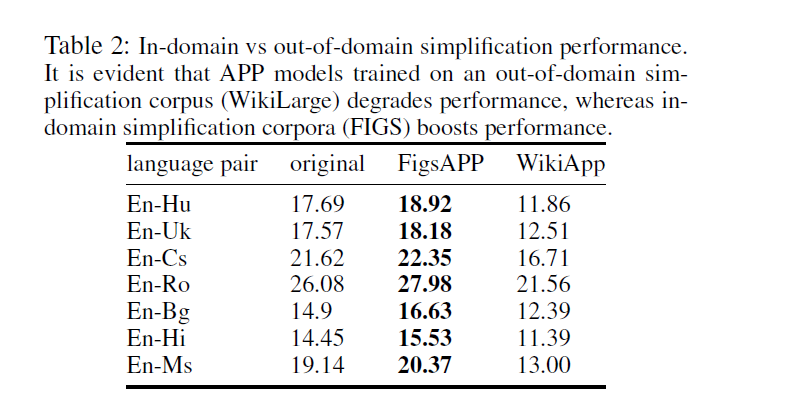 Table 2: In-domain vs out-of-domain simplification performance.
It is evident that APP models trained on an out-of-domain sim-
plification corpus (WikiLarge) degrades performance, whereas in-
domain simplification corpora (FIGS) boosts performance.
language pair original FigsAPP WikiApp
En-Hu 17.69 18.92 11.86
En-Uk 17.57 18.18 12.51
En-Cs 21.62 22.35 16.71
En-Ro 26.08 27.98 21.56
En-Bg 14.9 16.63 12.39
En-Hi 14.45 15.53 11.39
En-Ms 19.14 20.37 13.00